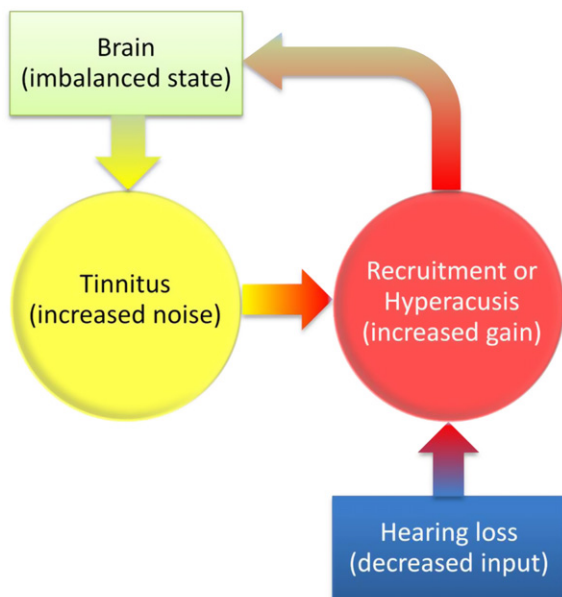 Brain
(imbalanced state)
Tinnitus
(increased noise)
Recruitment or
Hyperacusis
(increased gain)
Hearing loss
(decreased input)